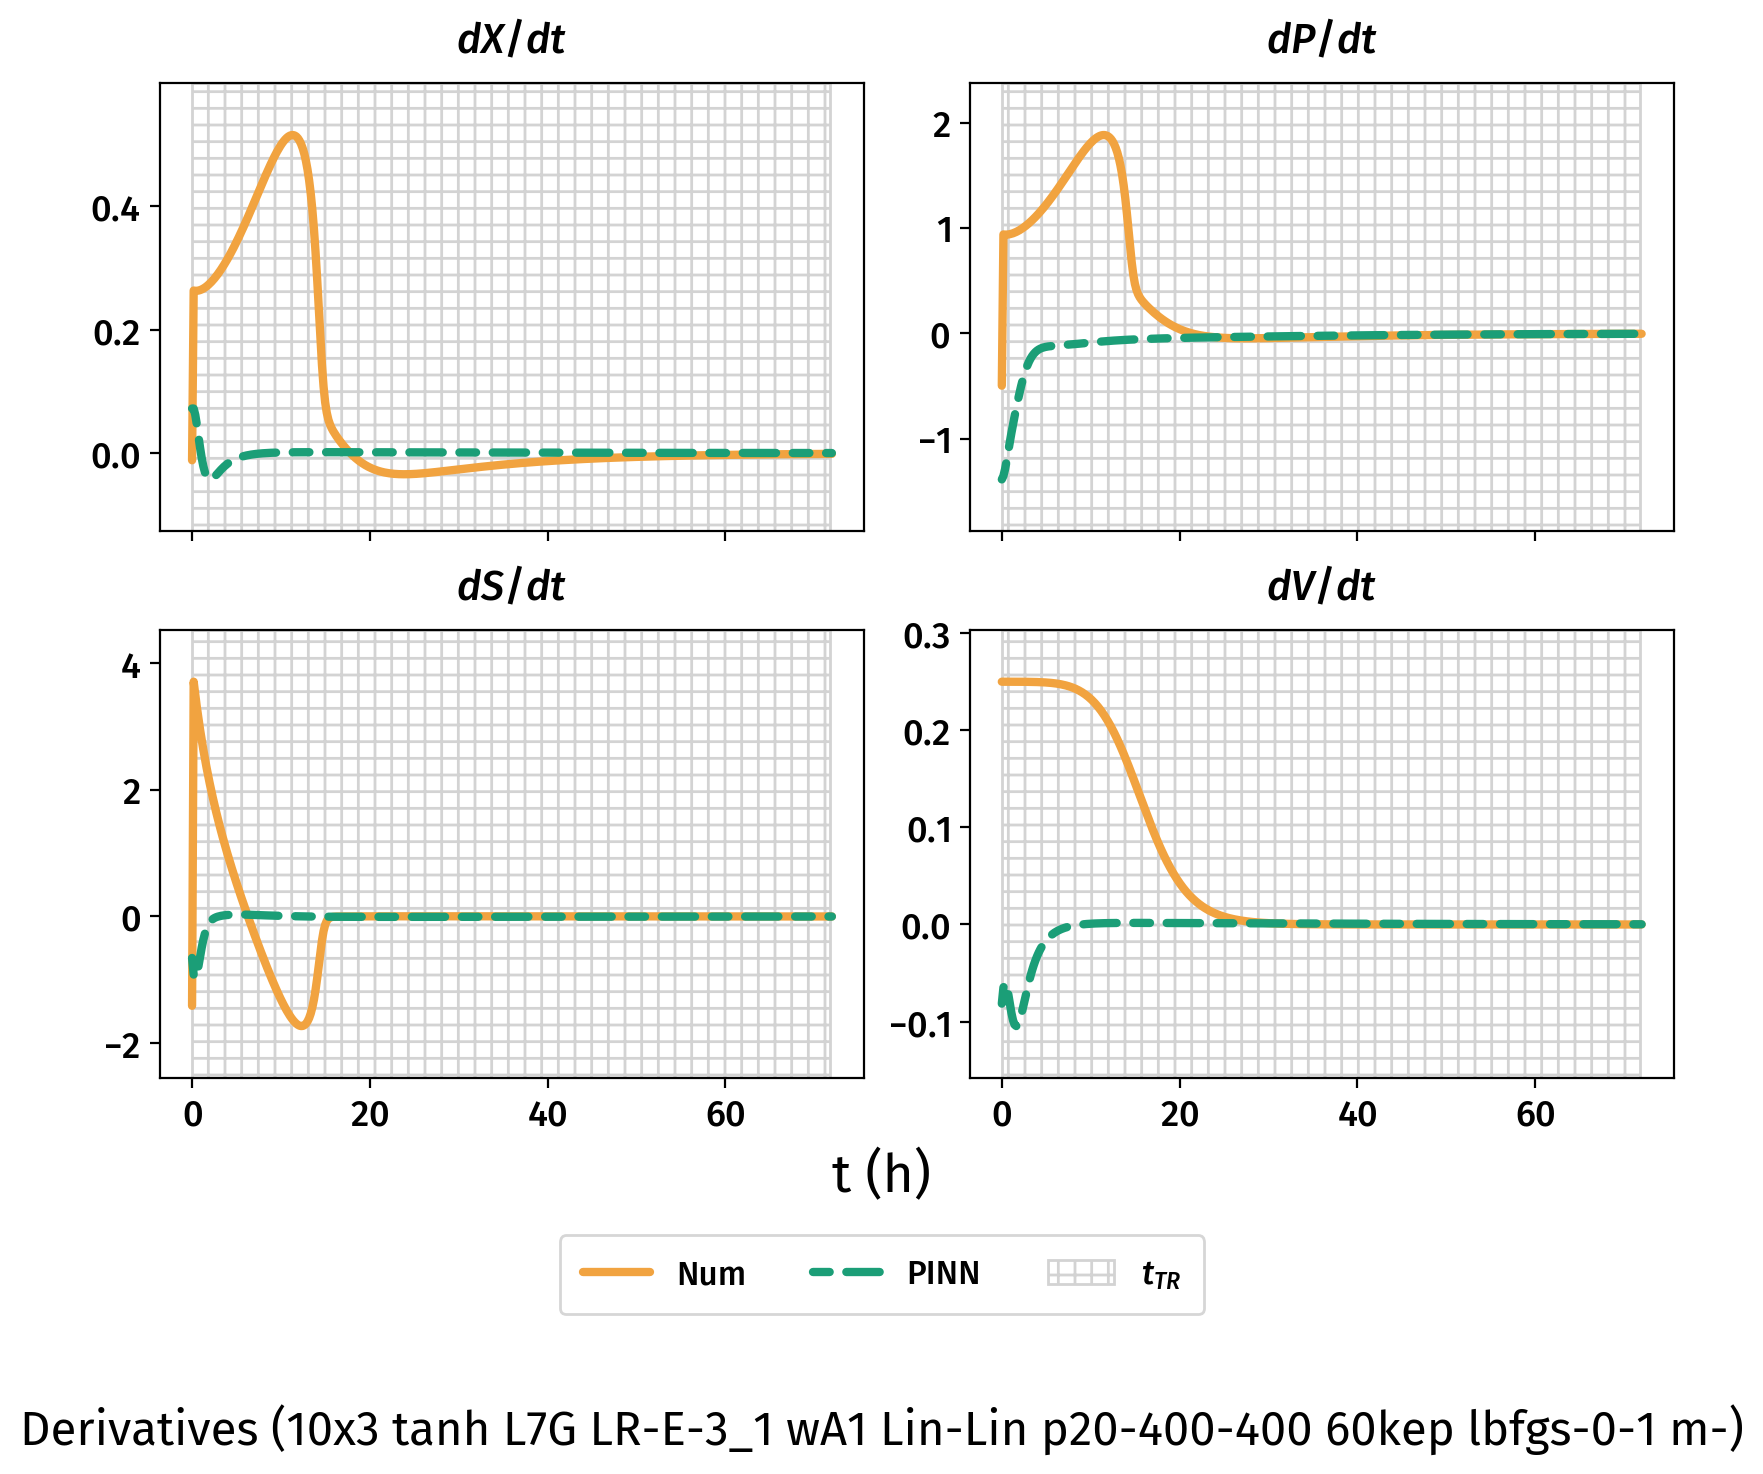 dX/dt
dP/dt
0.4
0.2
0.0
2
1
0
−1
dS/dt
dV/dt
4
2
0
−2
0.3
0.2
0.1
0.0
−0.1
0 20 40 60
0 20 40 60
t (h)
Num PINN t_TR
Derivatives (10x3 tanh L7G LR-E-3_1 wA1 Lin-Lin p20-400-400 60kep lbfgs-0-1 m-)